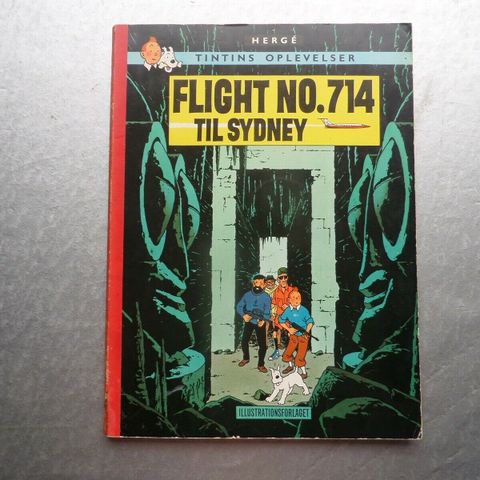 HERGÉ
TINTINS OPLEVELSER
FLIGHT NO.714
TIL SYDNEY
ILLUSTRATIONSFORLAGET